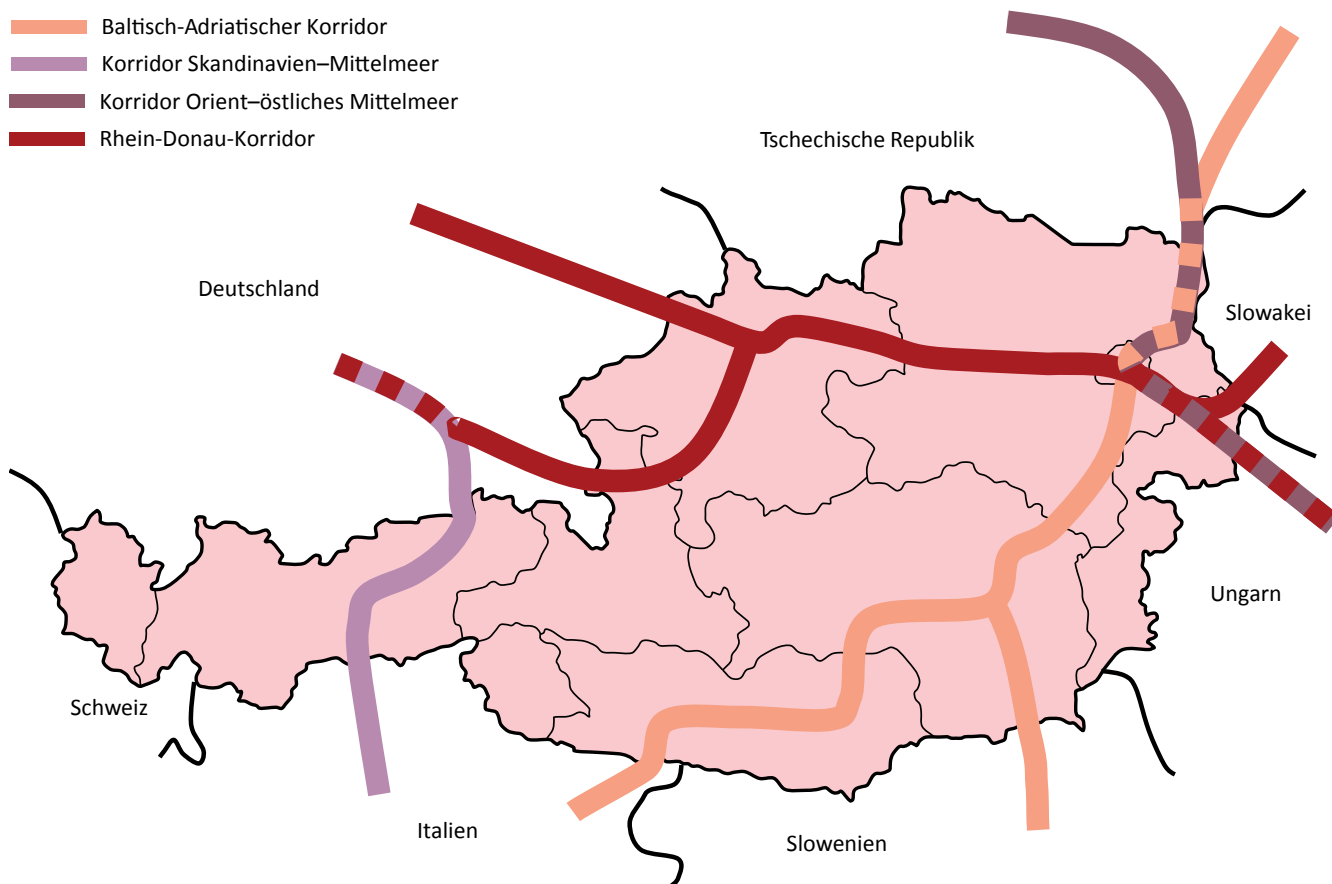 Baltisch-Adriatischer Korridor
Korridor Skandinavien–Mittelmeer
Korridor Orient–östliches Mittelmeer
Rhein-Donau-Korridor
Tschechische Republik
Deutschland
Slowakei
Ungarn
Schweiz
Italien
Slowenien